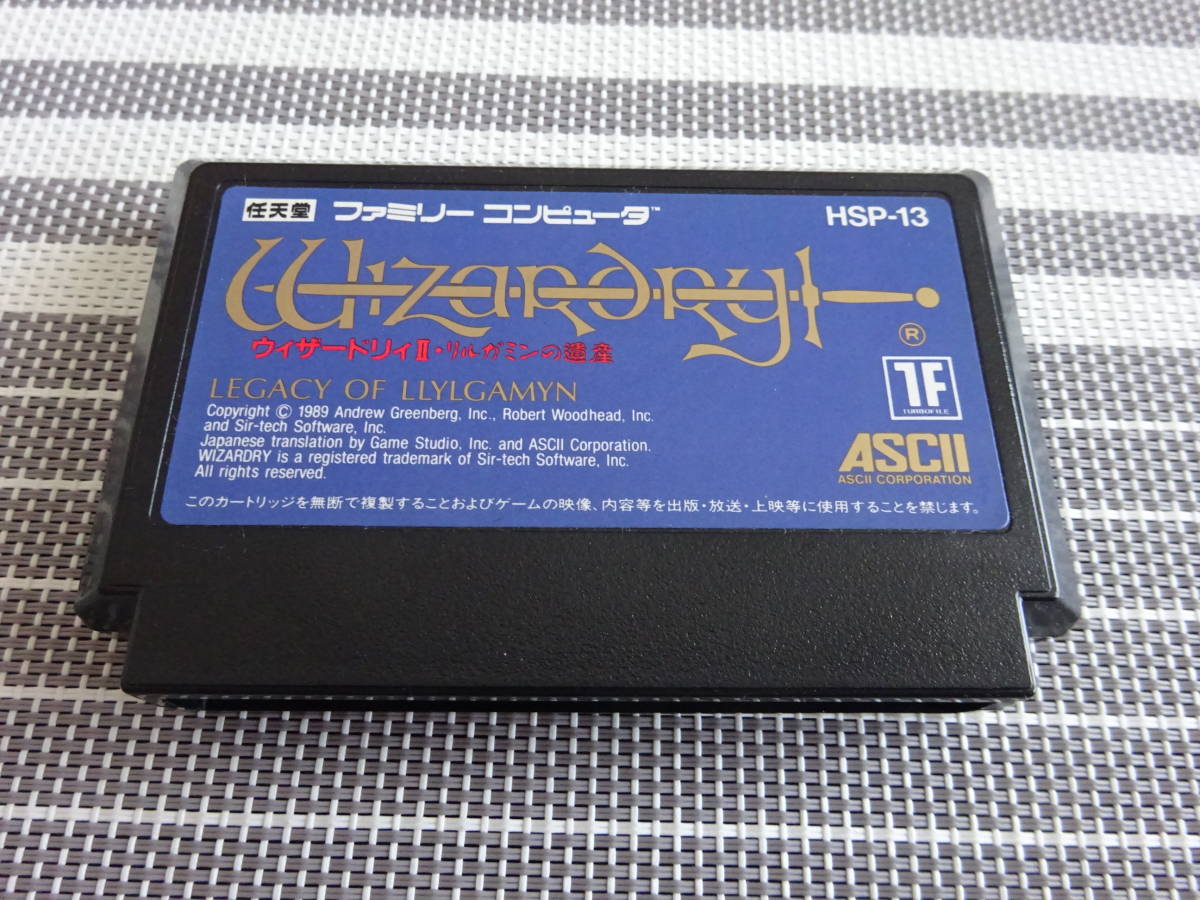 任天堂 ファミリー コンピュータ™ HSP-13
Wizardry
®
ウィザードリィⅡ・リルガミンの遺産
LEGACY OF LLYLGAMYN
Copyright © 1989 Andrew Greenberg, Inc., Robert Woodhead, Inc.
and Sir-tech Software, Inc.
Japanese translation by Game Studio, Inc. and ASCII Corporation.
WIZARDRY is a registered trademark of Sir-tech Software, Inc.
All rights reserved.
TF
TURBOFILE
ASCII
ASCII CORPORATION
このカートリッジを無断で複製することおよびゲームの映像、内容等を出版・放送・上映等に使用することを禁じます。